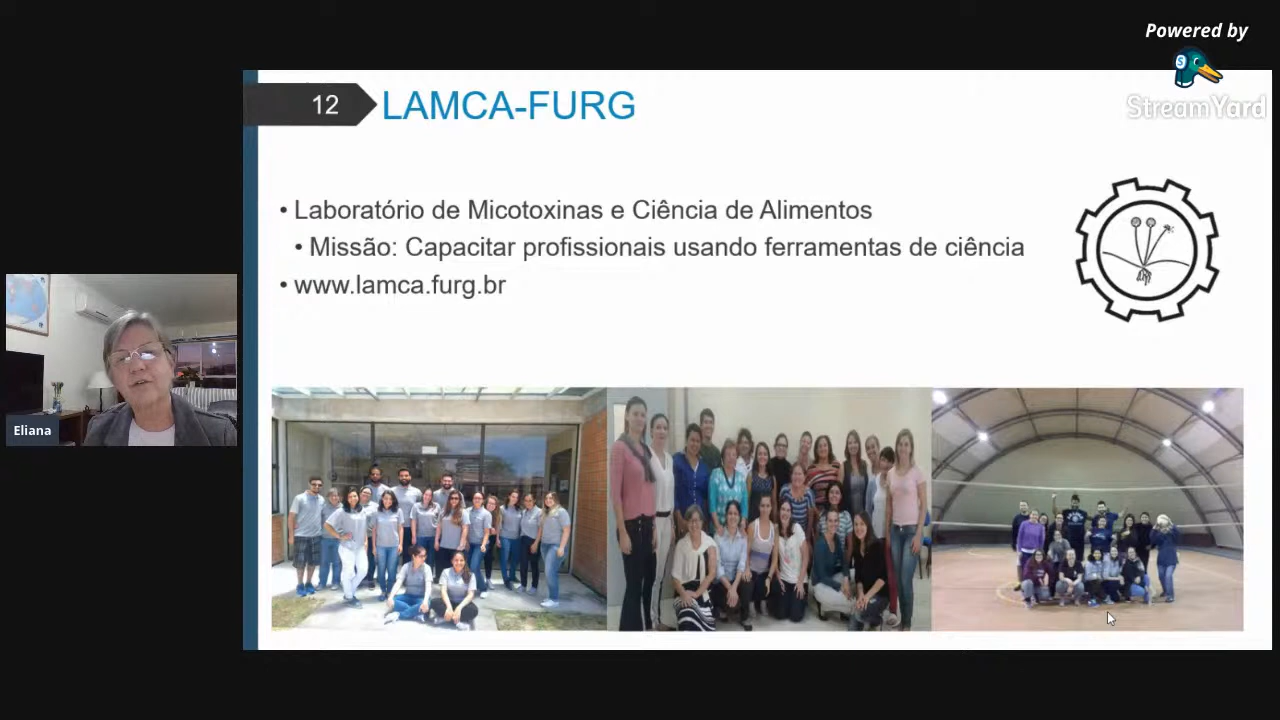 Powered by
StreamYard
12
LAMCA-FURG
• Laboratório de Micotoxinas e Ciência de Alimentos
• Missão: Capacitar profissionais usando ferramentas de ciência
• www.lamca.furg.br
Eliana